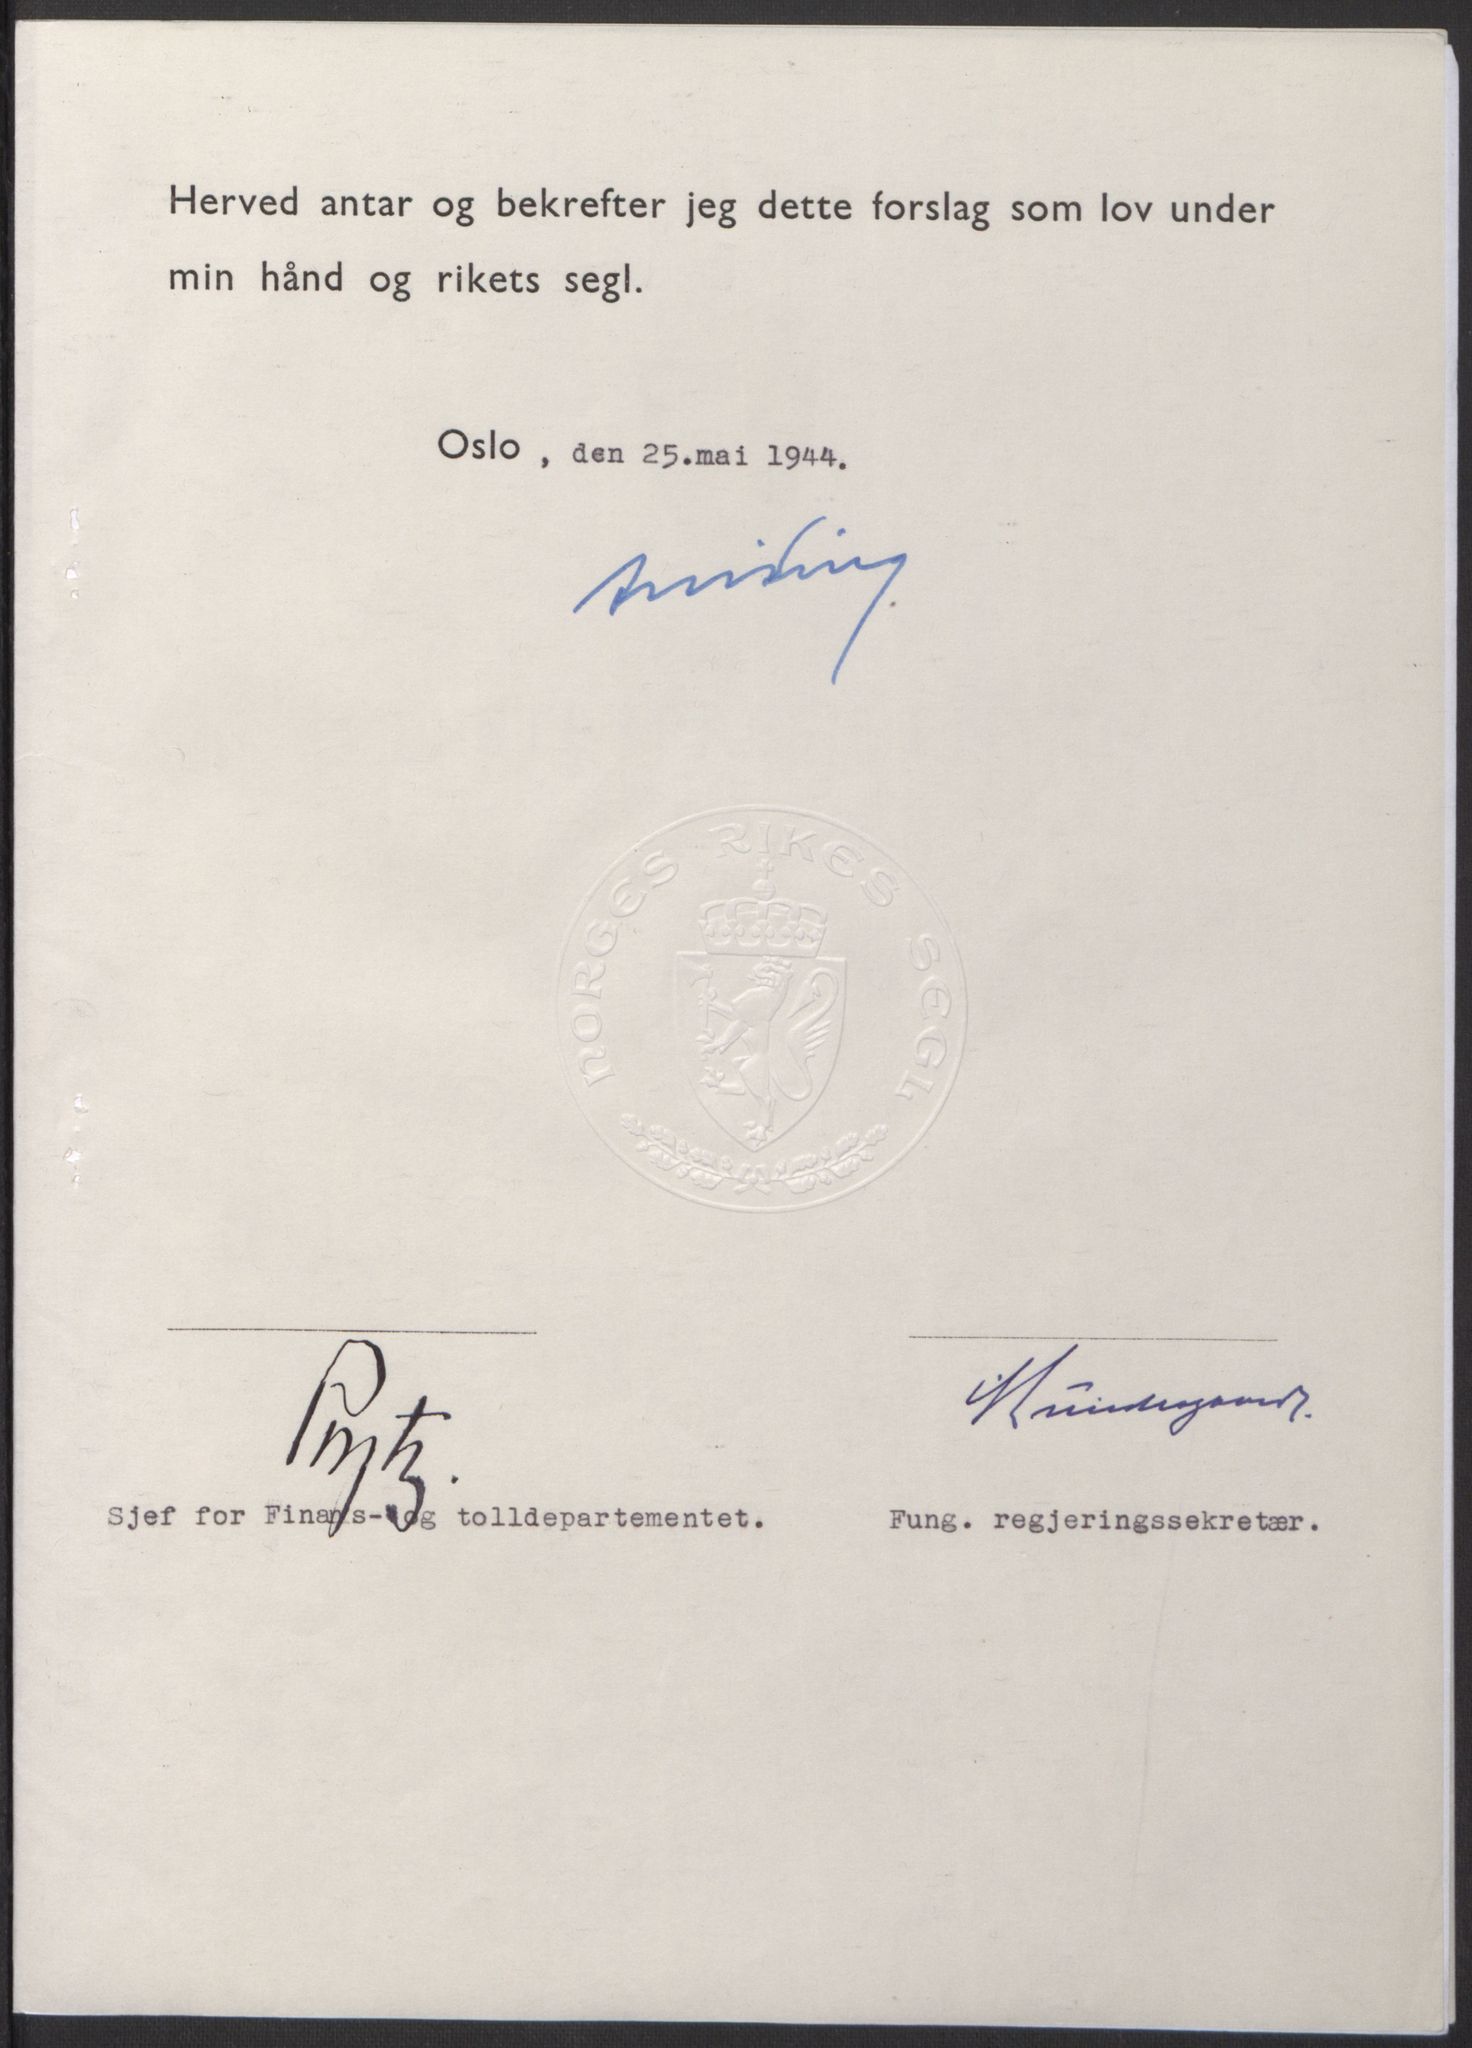 Herved antar og bekrefter jeg dette forslag som lov under
min hånd og rikets segl.
Oslo , den 25.mai 1944.
NORGES RIKES SEGL
Sjef for Finans- og tolldepartementet.
Fung. regjeringssekretær.